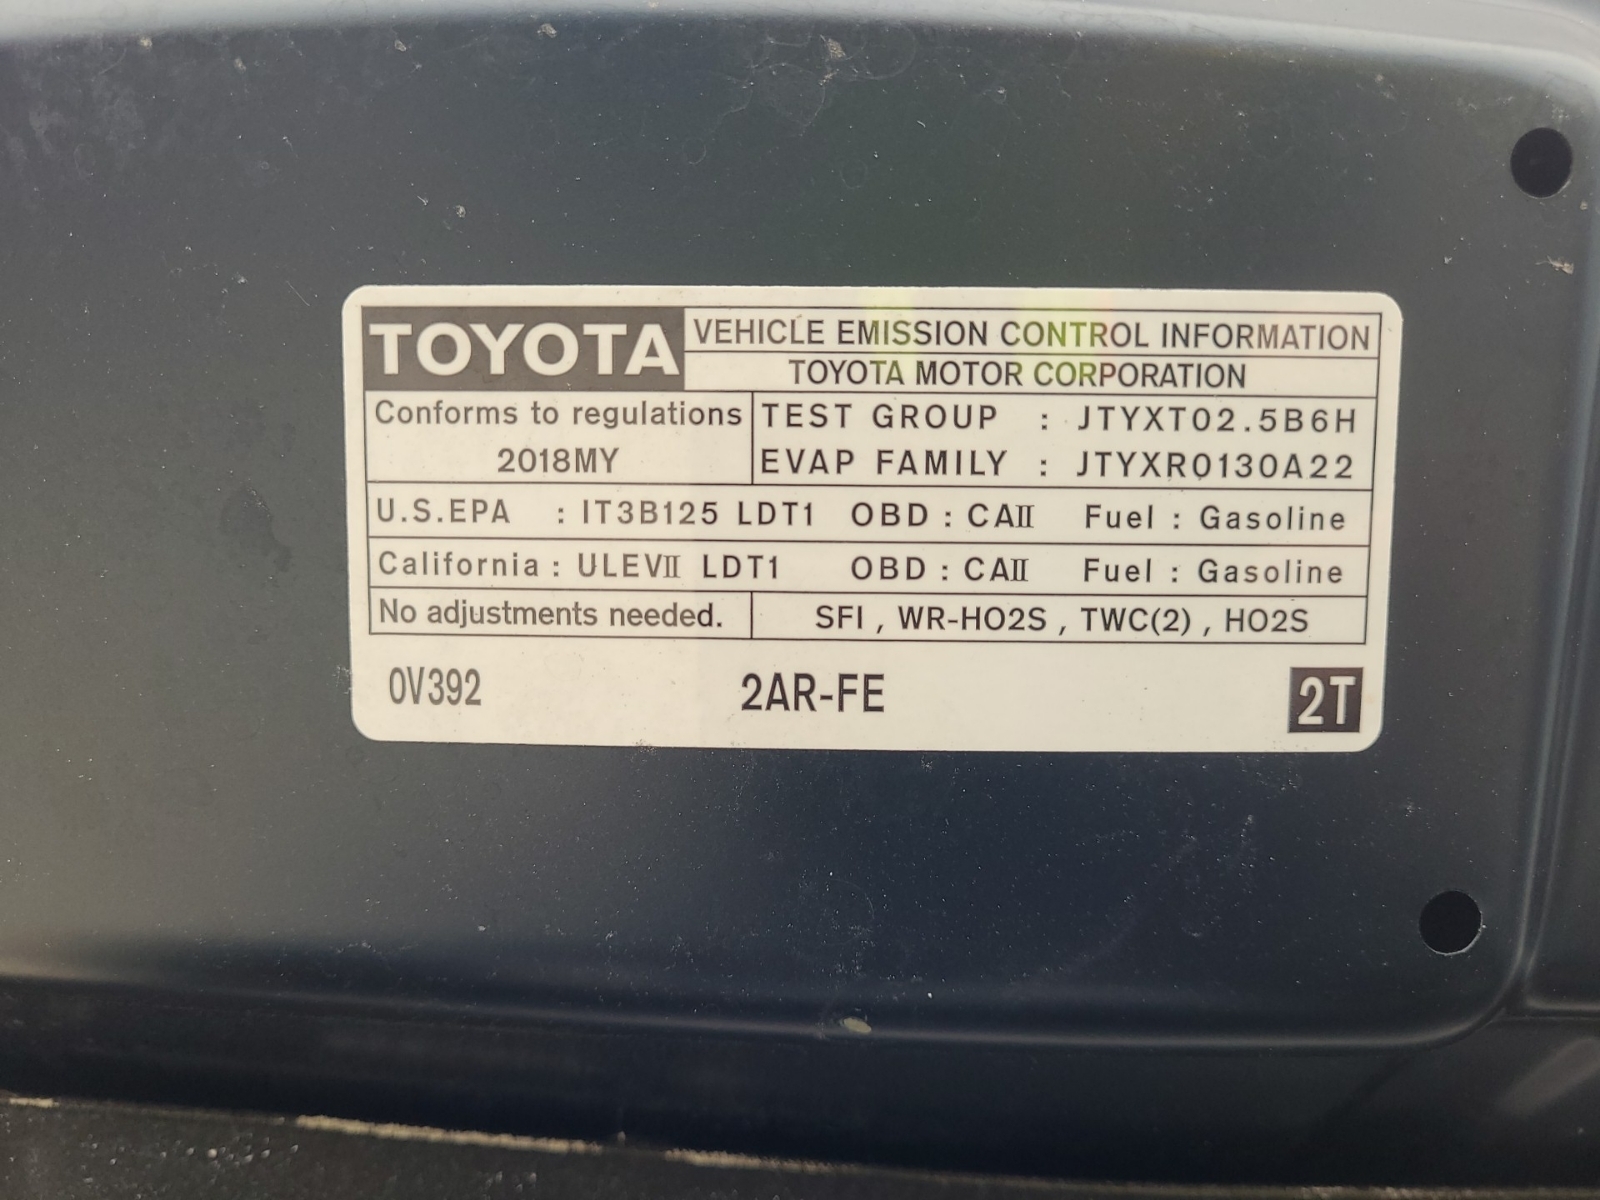 TOYOTA
VEHICLE EMISSION CONTROL INFORMATION
TOYOTA MOTOR CORPORATION
Conforms to regulations
2018MY
TEST GROUP : JTYXT02.5B6H
EVAP FAMILY : JTYXR0130A22
U.S.EPA : IT3B125 LDT1 OBD : CAII Fuel : Gasoline
California : ULEVII LDT1 OBD : CAII Fuel : Gasoline
No adjustments needed.
SFI , WR-HO2S , TWC(2) , HO2S
0V392 2AR-FE 2T